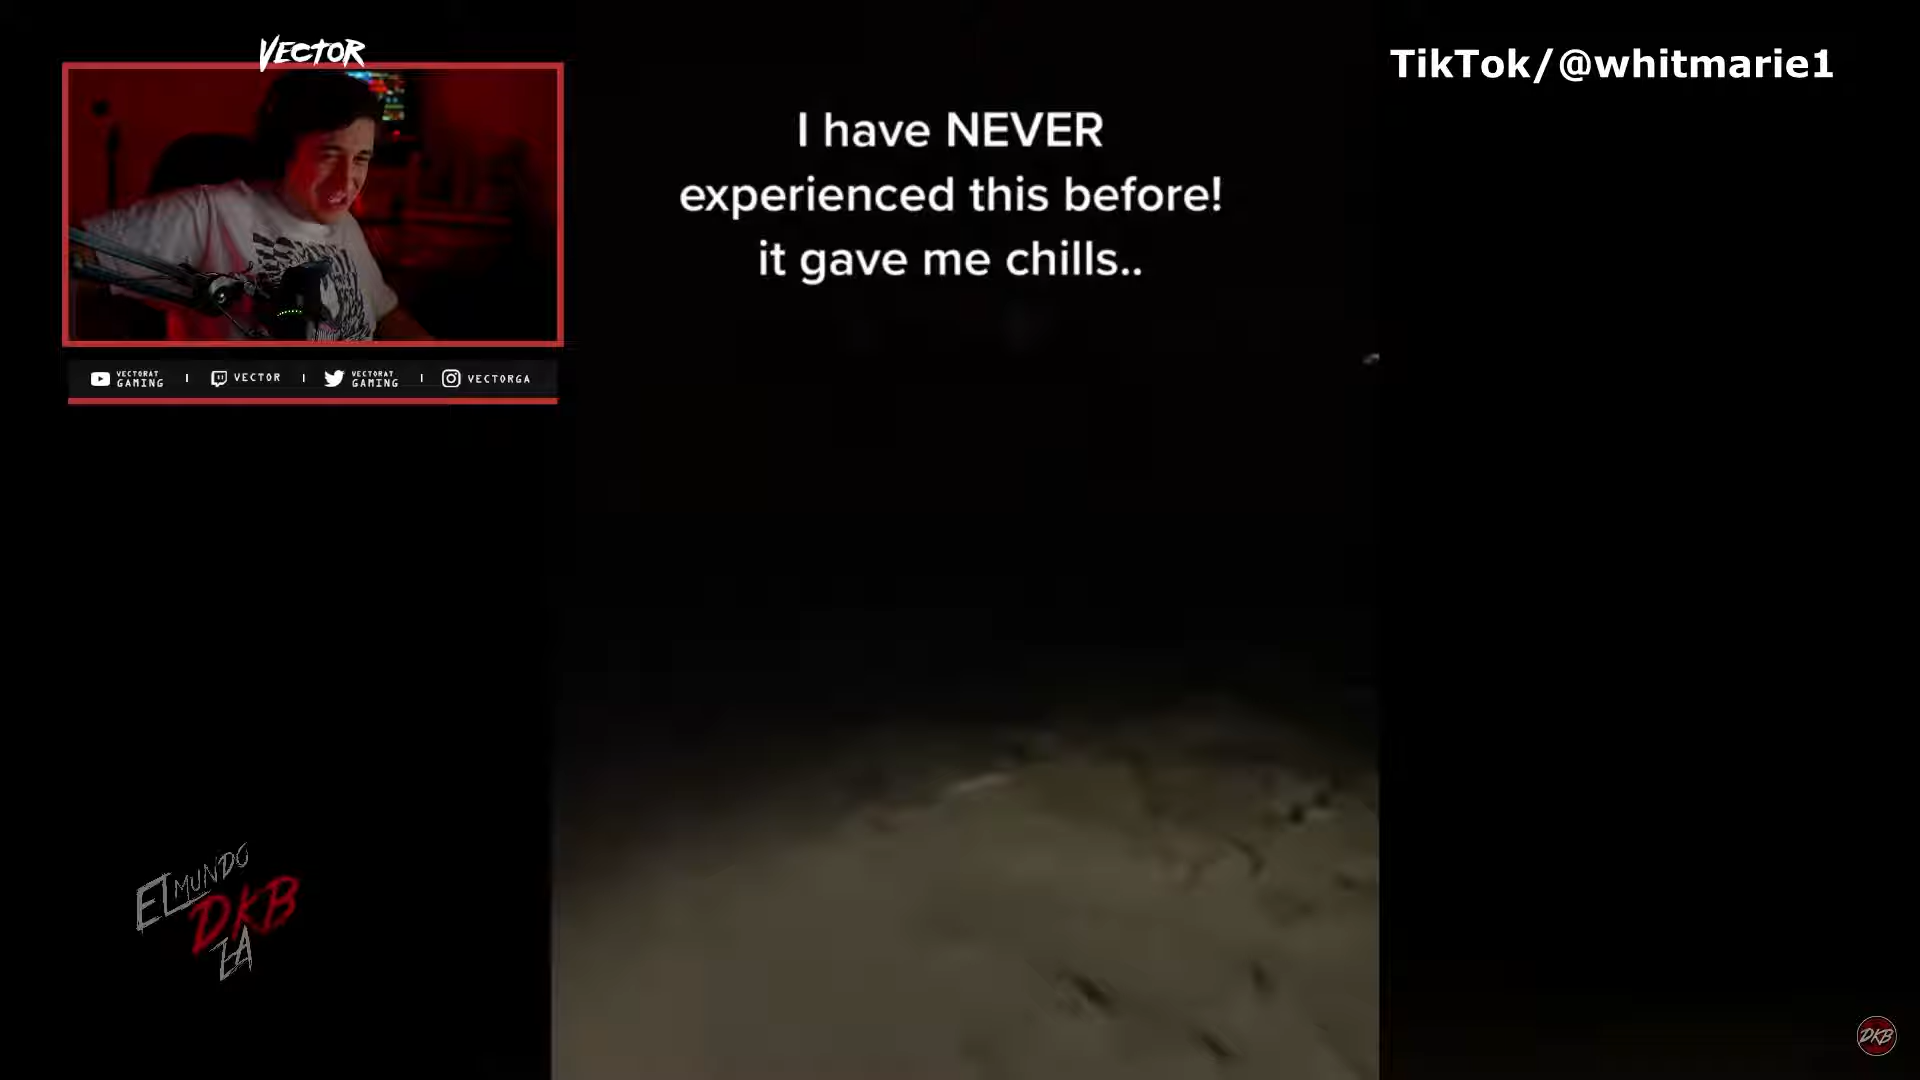 VECTOR
TikTok/@whitmarie1
I have NEVER
experienced this before!
it gave me chills..
VECTORAT
GAMING
VECTOR
VECTORAT
GAMING
VECTORGA
EL MUNDO
DKB
ZA
DKB